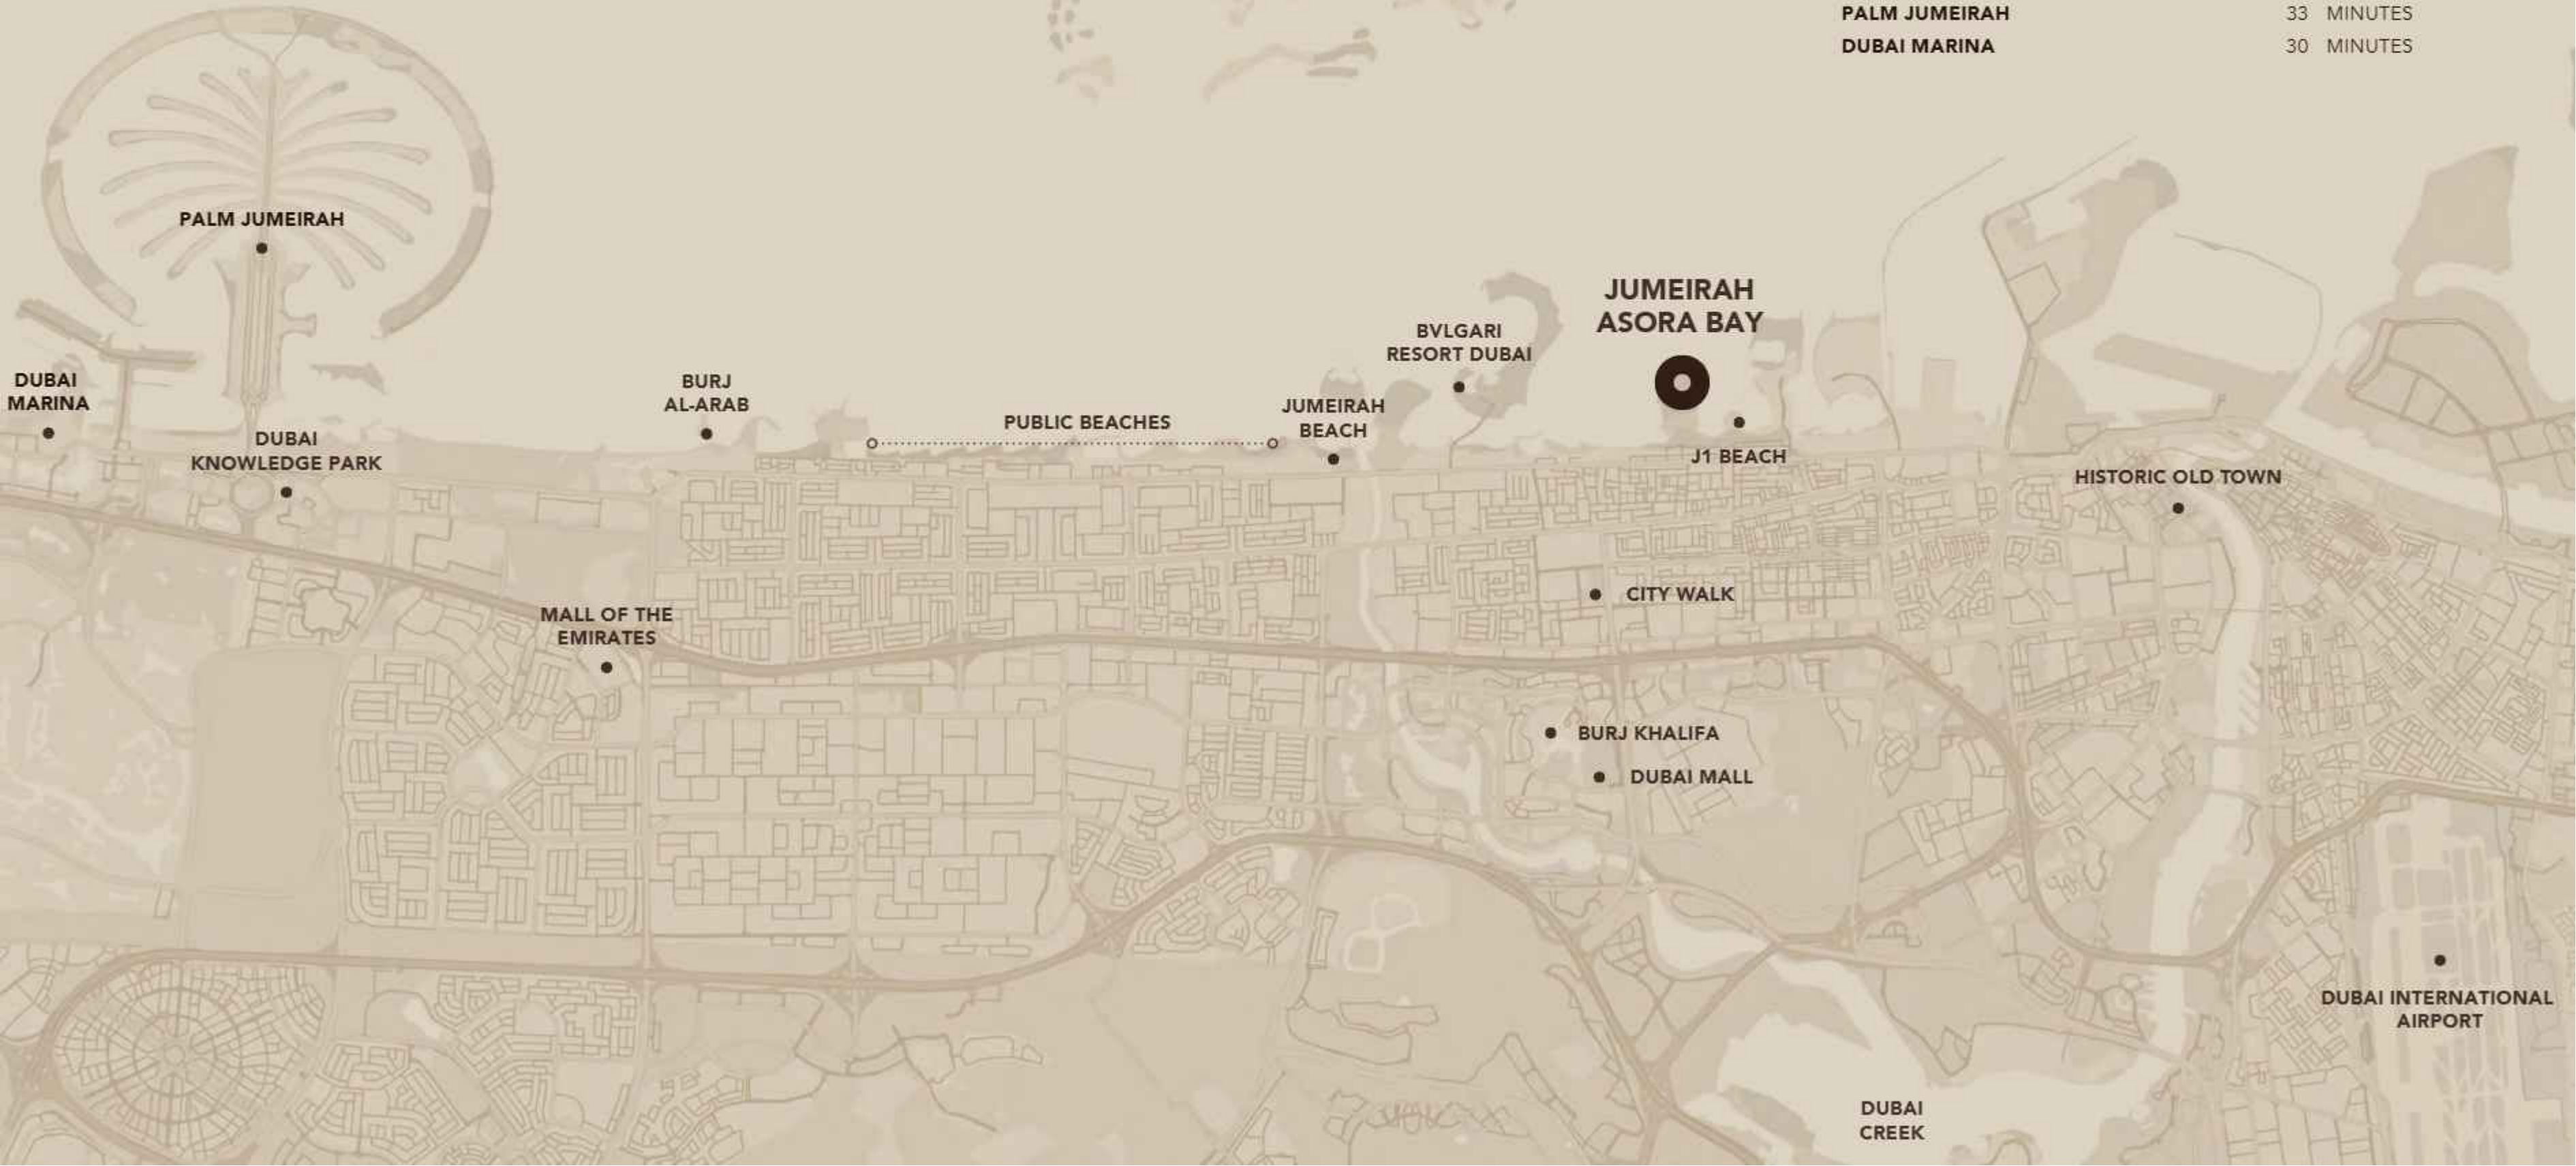 PALM JUMEIRAH 33 MINUTES
DUBAI MARINA 30 MINUTES
PALM JUMEIRAH
JUMEIRAH
ASORA BAY
BVLGARI
RESORT DUBAI
DUBAI
MARINA
BURJ
AL-ARAB
PUBLIC BEACHES
JUMEIRAH
BEACH
DUBAI
KNOWLEDGE PARK
J1 BEACH
HISTORIC OLD TOWN
CITY WALK
MALL OF THE
EMIRATES
BURJ KHALIFA
DUBAI MALL
DUBAI INTERNATIONAL
AIRPORT
DUBAI
CREEK